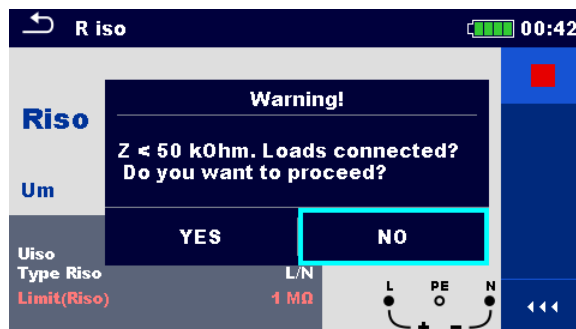 R iso 00:42
Warning!
Riso
Z < 50 kOhm. Loads connected?
Do you want to proceed?
Um
YES NO
Uiso
Type Riso L/N
Limit(Riso) 1 MΩ
L PE N
+ -